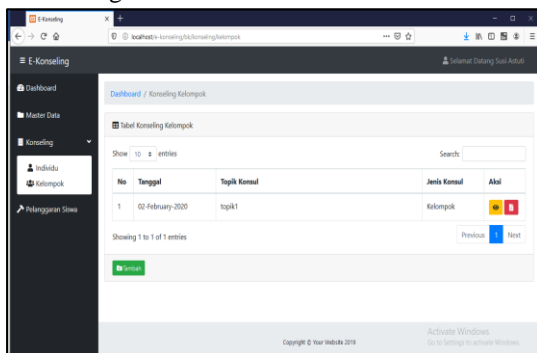 E-Konseling
localhost/e-konseling/bk/konseling/kelompok
E-Konseling
Selamat Datang Susi Astuti
Dashboard
Master Data
Konseling
Individu
Kelompok
Pelanggaran Siswa
Dashboard / Konseling Kelompok
Tabel Konseling Kelompok
Show 10 entries
Search:
No Tanggal Topik Konsul Jenis Konsul Aksi
1 02-February-2020 topik1 Kelompok
Showing 1 to 1 of 1 entries
Previous 1 Next
Tambah
Copyright © Your Website 2019
Activate Windows
Go to Settings to activate Windows.